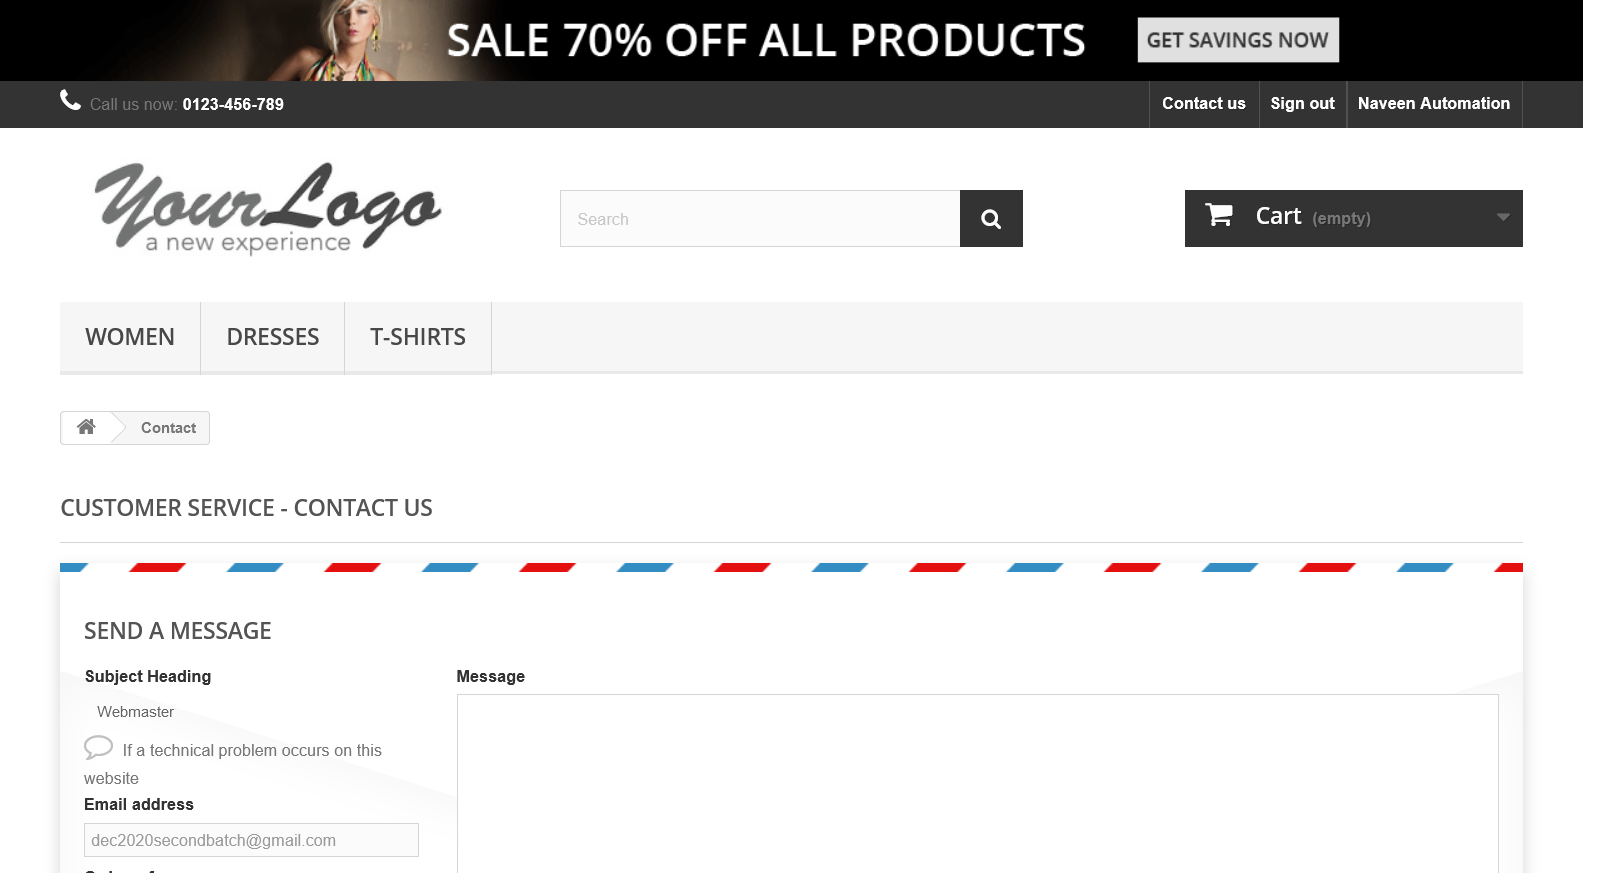 SALE 70% OFF ALL PRODUCTS GET SAVINGS NOW
Call us now: 0123-456-789 Contact us Sign out Naveen Automation
YourLogo
a new experience
Search
Cart (empty)
WOMEN DRESSES T-SHIRTS
Contact
CUSTOMER SERVICE - CONTACT US
SEND A MESSAGE
Subject Heading Message
Webmaster
If a technical problem occurs on this
website
Email address
dec2020secondbatch@gmail.com